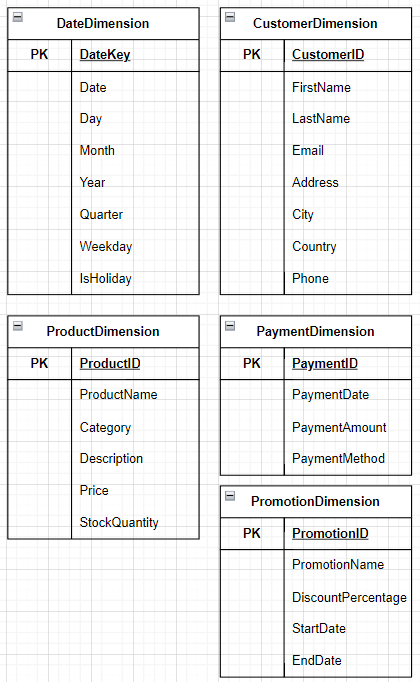 DateDimension
PK DateKey
Date
Day
Month
Year
Quarter
Weekday
IsHoliday
CustomerDimension
PK CustomerID
FirstName
LastName
Email
Address
City
Country
Phone
ProductDimension
PK ProductID
ProductName
Category
Description
Price
StockQuantity
PaymentDimension
PK PaymentID
PaymentDate
PaymentAmount
PaymentMethod
PromotionDimension
PK PromotionID
PromotionName
DiscountPercentage
StartDate
EndDate